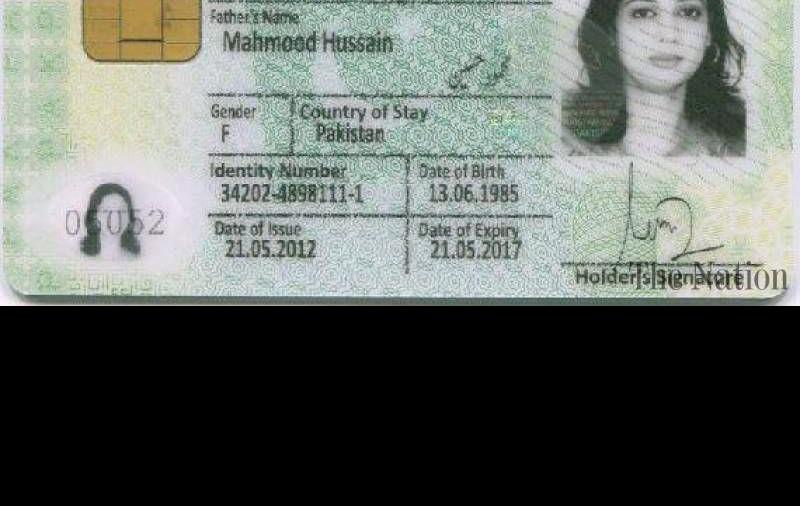 Father's Name
Mahmood Hussain
Gender
F
Country of Stay
Pakistan
Identity Number
34202-4898111-1
Date of Birth
13.06.1985
Date of Issue
21.05.2012
Date of Expiry
21.05.2017
Holder's Signature
The Nation